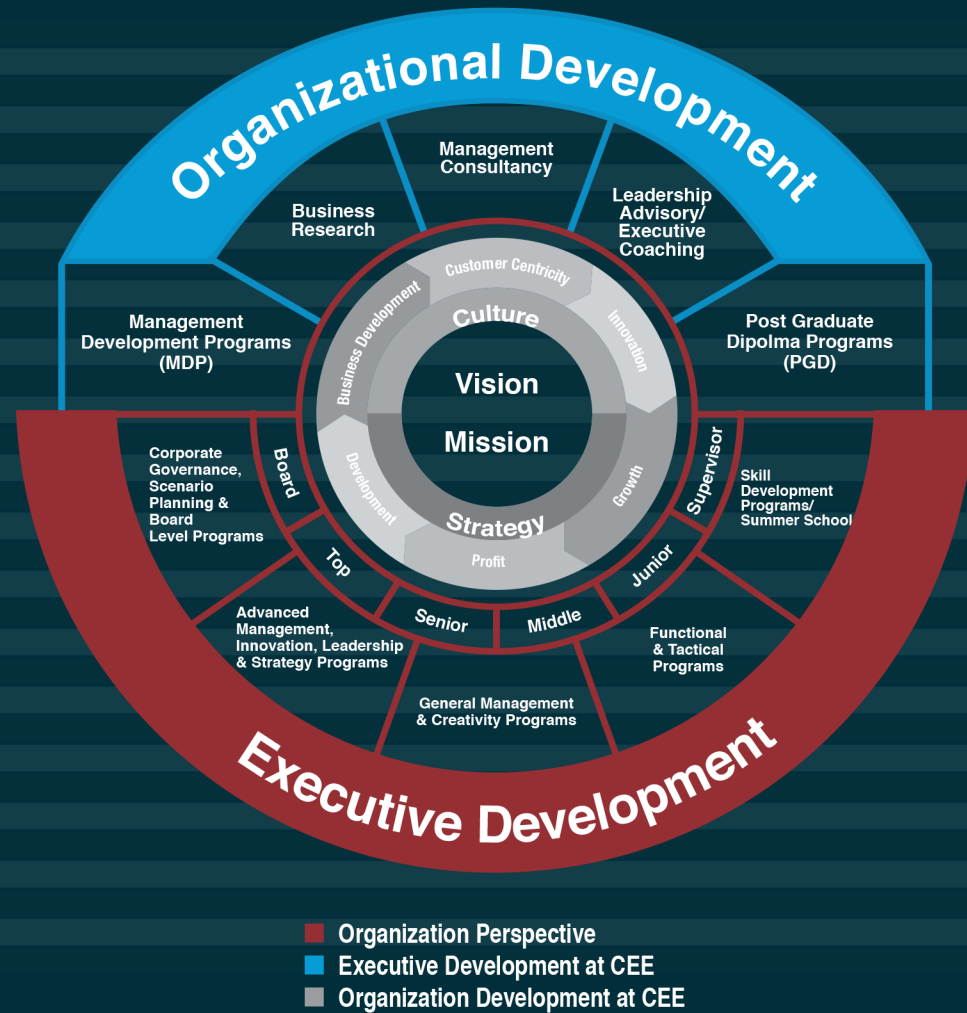 Organizational Development
Management
Consultancy
Business
Research
Leadership
Advisory/
Executive
Coaching
Management
Development Programs
(MDP)
Post Graduate
Dipolma Programs
(PGD)
Customer Centricity
Business Development
Innovation
Culture
Vision
Mission
Strategy
Development
Growth
Profit
Board
Top
Senior
Middle
Junior
Supervisor
Corporate
Governance,
Scenario
Planning &
Board
Level Programs
Skill
Development
Programs/
Summer School
Advanced
Management,
Innovation, Leadership
& Strategy Programs
Functional
& Tactical
Programs
General Management
& Creativity Programs
Executive Development
Organization Perspective
Executive Development at CEE
Organization Development at CEE